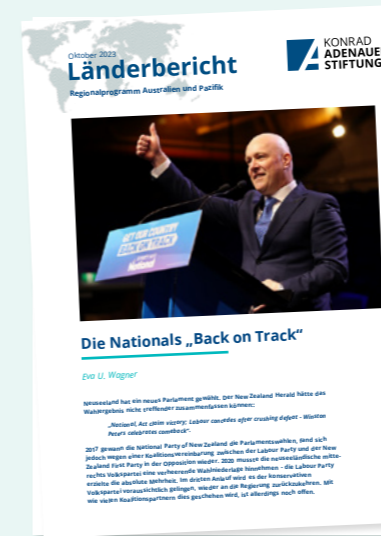 Oktober 2023
Länderbericht
Regionalprogramm Australien und Pazifik
KONRAD
ADENAUE
STIFTUNG
GET OUR COUNTRY
BACK ON TRACK
National
Die Nationals „Back on Track“
Eva U. Wagner
Neuseeland hat ein neues Parlament gewählt. Der New Zealand Herald hätte das
Wahlergebnis nicht treffender zusammenfassen können:
„National, Act claim victory; Labour concedes after crushing defeat - Winston
Peters celebrates comeback“.
2017 gewann die National Party of New Zealand die Parlamentswahlen, fand sich
jedoch wegen einer Koalitionsvereinbarung zwischen der Labour Party und der New
Zealand First Party in der Opposition wieder. 2020 musste die neuseeländische mitte-
rechts Volkspartei eine verheerende Wahlniederlage hinnehmen - die Labour Party
erzielte die absolute Mehrheit. Im dritten Anlauf wird es der konservativen
Volkspartei voraussichtlich gelingen, wieder an die Regierung zurückzukehren. Mit
wie vielen Koalitionspartnern dies geschehen wird, ist allerdings noch offen.